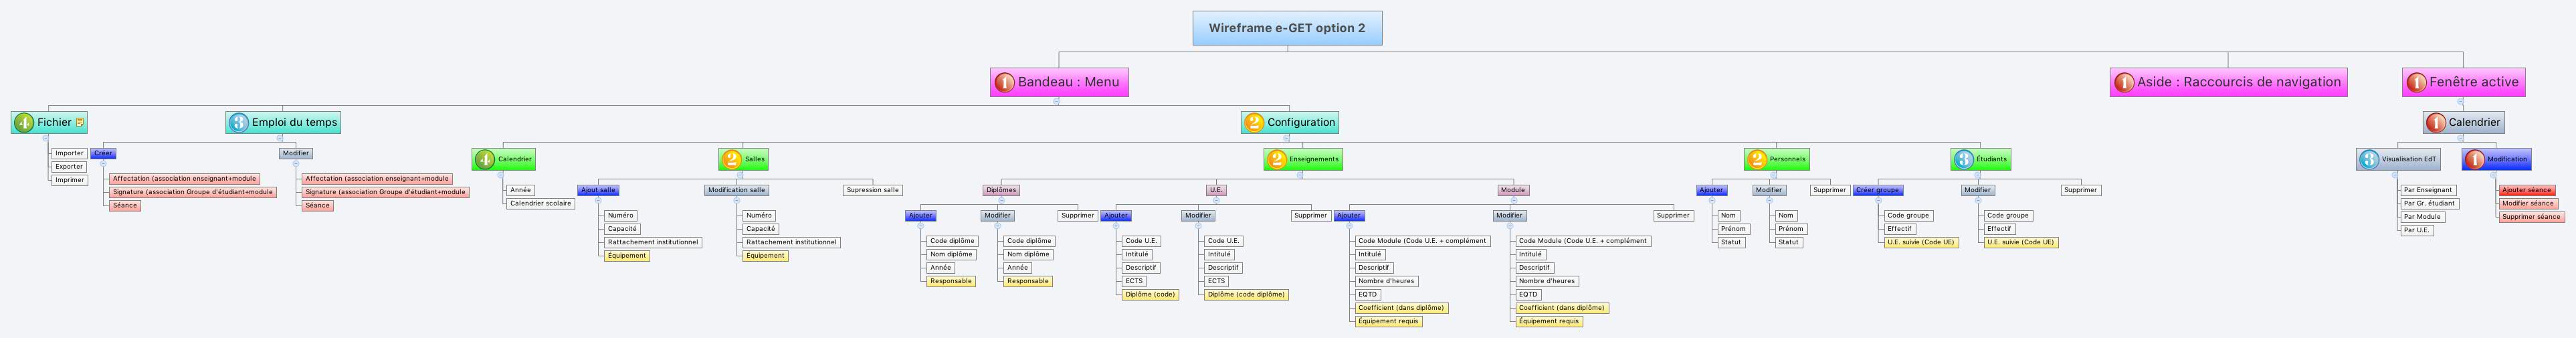 Wireframe e-GET option 2
1 Bandeau : Menu
1 Aside : Raccourcis de navigation
1 Fenêtre active
4 Fichier
3 Emploi du temps
2 Configuration
1 Calendrier
Importer
Exporter
Imprimer
Créer
Affectation (association enseignant+module
Signature (association Groupe d'étudiant+module
Séance
Modifier
Affectation (association enseignant+module
Signature (association Groupe d'étudiant+module
Séance
4 Calendrier
Année
Calendrier scolaire
2 Salles
Ajout salle
Numéro
Capacité
Rattachement institutionnel
Équipement
Modification salle
Numéro
Capacité
Rattachement institutionnel
Équipement
Supression salle
2 Enseignements
Diplômes
Ajouter
Code diplôme
Nom diplôme
Année
Responsable
Modifier
Code diplôme
Nom diplôme
Année
Responsable
Supprimer
U.E.
Ajouter
Code U.E.
Intitulé
Descriptif
ECTS
Diplôme (code)
Modifier
Code U.E.
Intitulé
Descriptif
ECTS
Diplôme (code diplôme)
Supprimer
Module
Ajouter
Code Module (Code U.E. + complément
Intitulé
Descriptif
Nombre d'heures
EQTD
Coefficient (dans diplôme)
Équipement requis
Modifier
Code Module (Code U.E. + complément
Intitulé
Descriptif
Nombre d'heures
EQTD
Coefficient (dans diplôme)
Équipement requis
Supprimer
2 Personnels
Ajouter
Nom
Prénom
Statut
Modifier
Nom
Prénom
Statut
Supprimer
3 Étudiants
Créer groupe
Code groupe
Effectif
U.E. suivie (Code UE)
Modifier
Code groupe
Effectif
U.E. suivie (Code UE)
Supprimer
3 Visualisation EdT
Par Enseignant
Par Gr. étudiant
Par Module
Par U.E.
1 Modification
Ajouter séance
Modifier séance
Supprimer séance